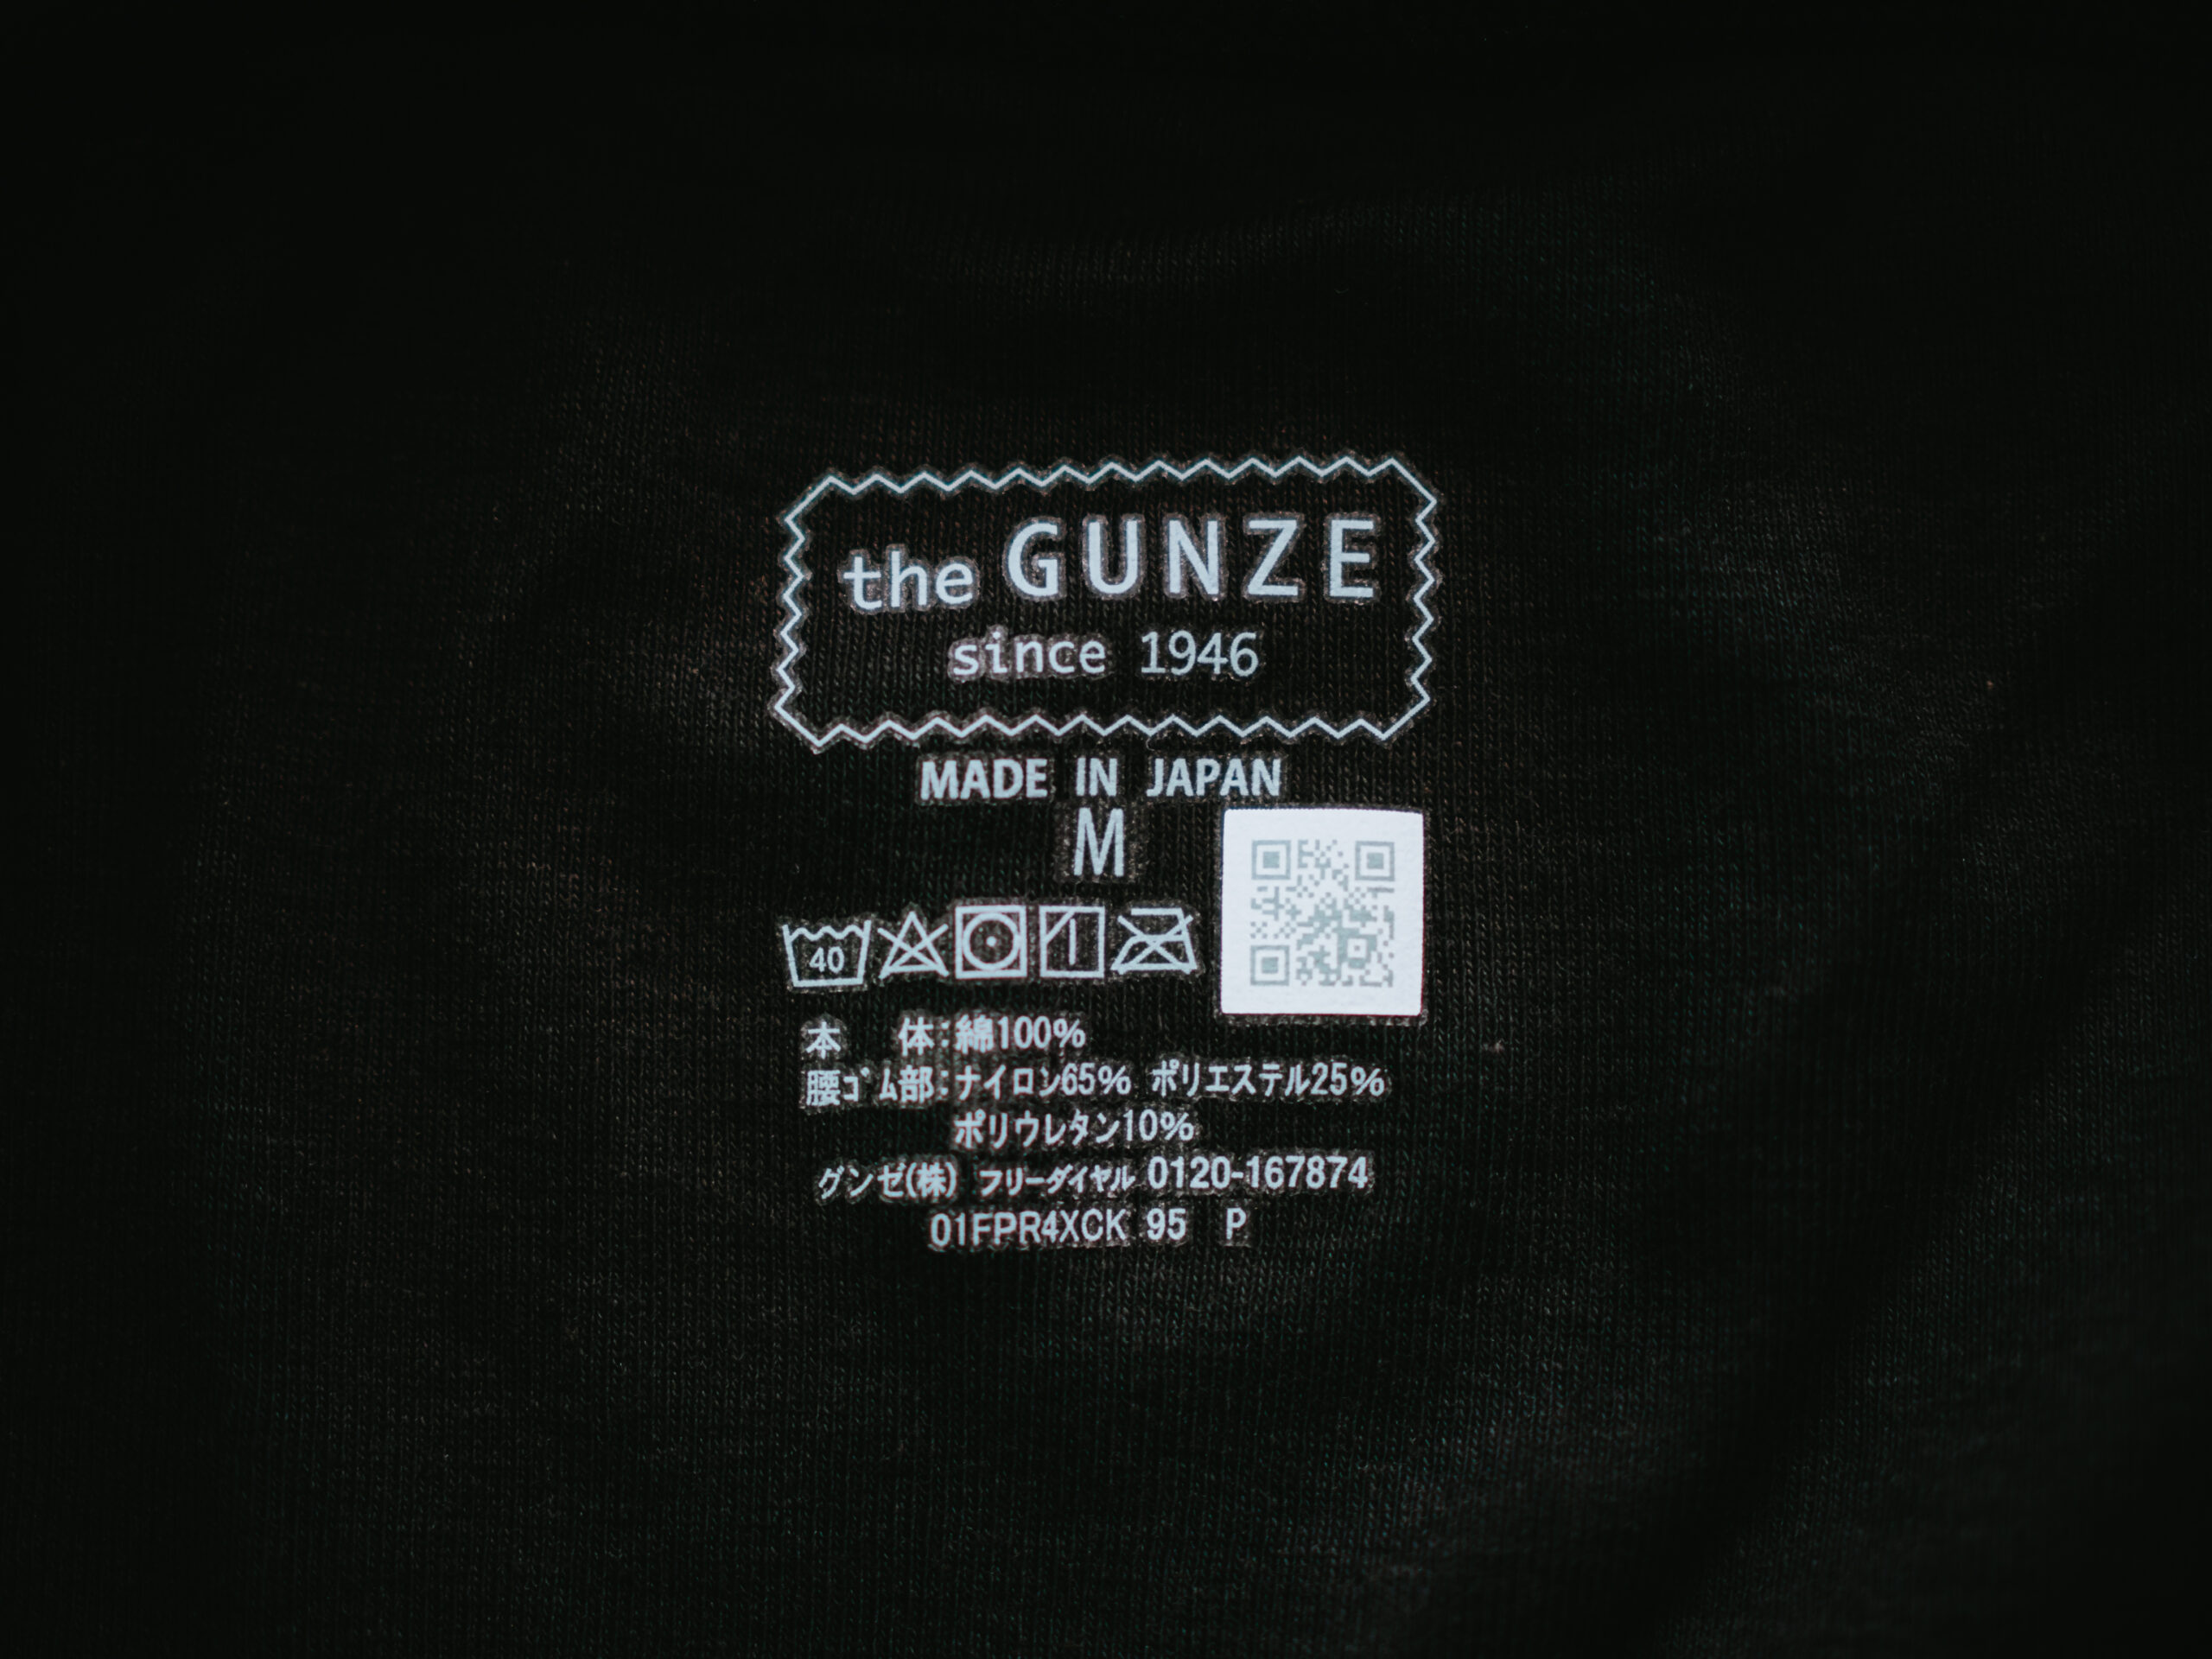 the GUNZE
since 1946
MADE IN JAPAN
M
40
本　体:綿100%
腰ゴム部:ナイロン65% ポリエステル25%
ポリウレタン10%
グンゼ(株) フリーダイヤル 0120-167874
01FPR4XCK 95 P